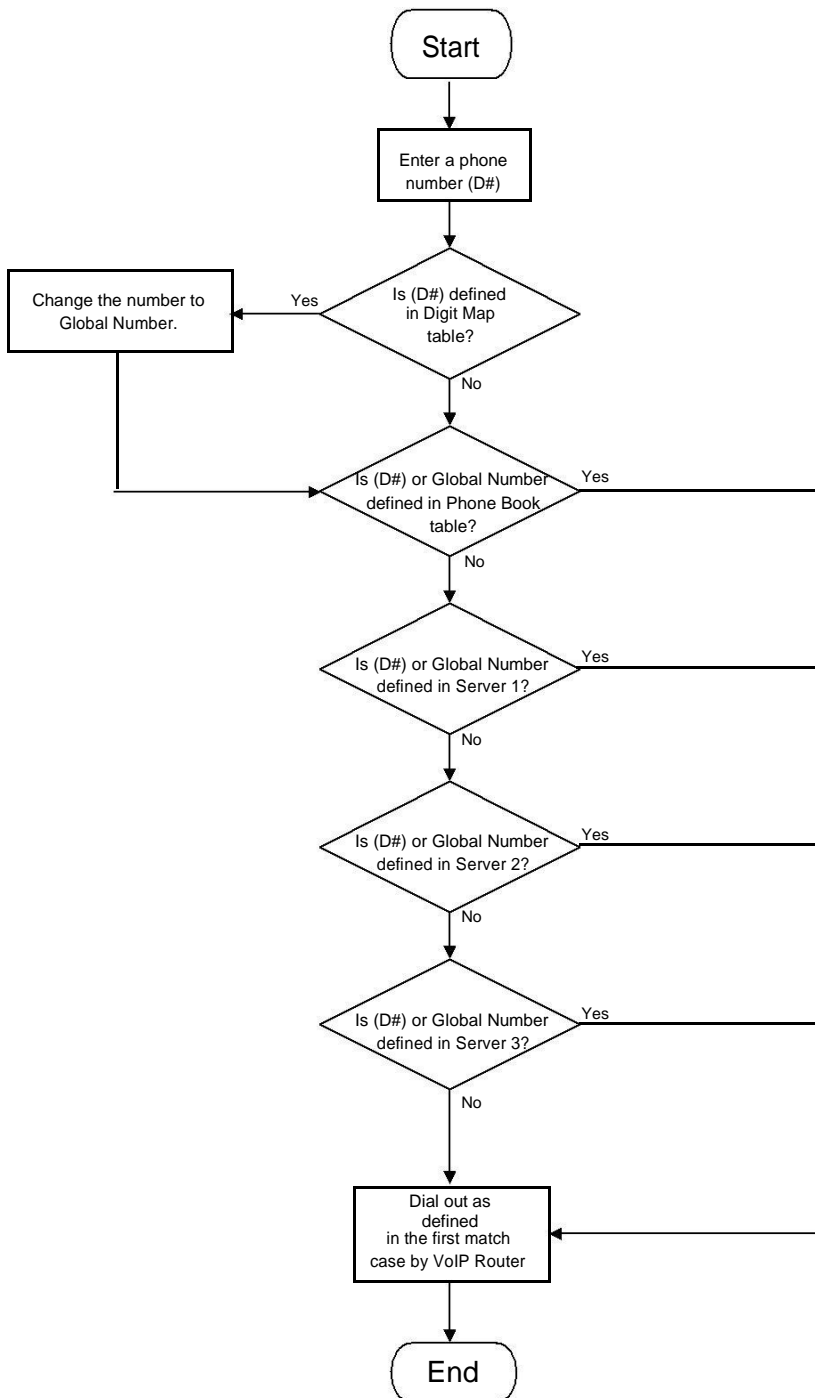 Start
Enter a phone
number (D#)
Is (D#) defined
in Digit Map
table?
Yes
Change the number to
Global Number.
No
Is (D#) or Global Number
defined in Phone Book
table?
Yes
No
Is (D#) or Global Number
defined in Server 1?
Yes
No
Is (D#) or Global Number
defined in Server 2?
Yes
No
Is (D#) or Global Number
defined in Server 3?
Yes
No
Dial out as
defined
in the first match
case by VoIP Router
End